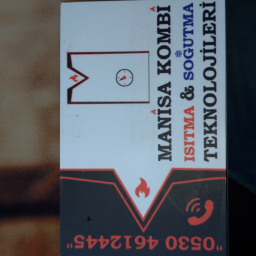 MANİSA KOMBİ
ISITMA & SOĞUTMA
TEKNOLOJİLERİ
"0530 4612445"